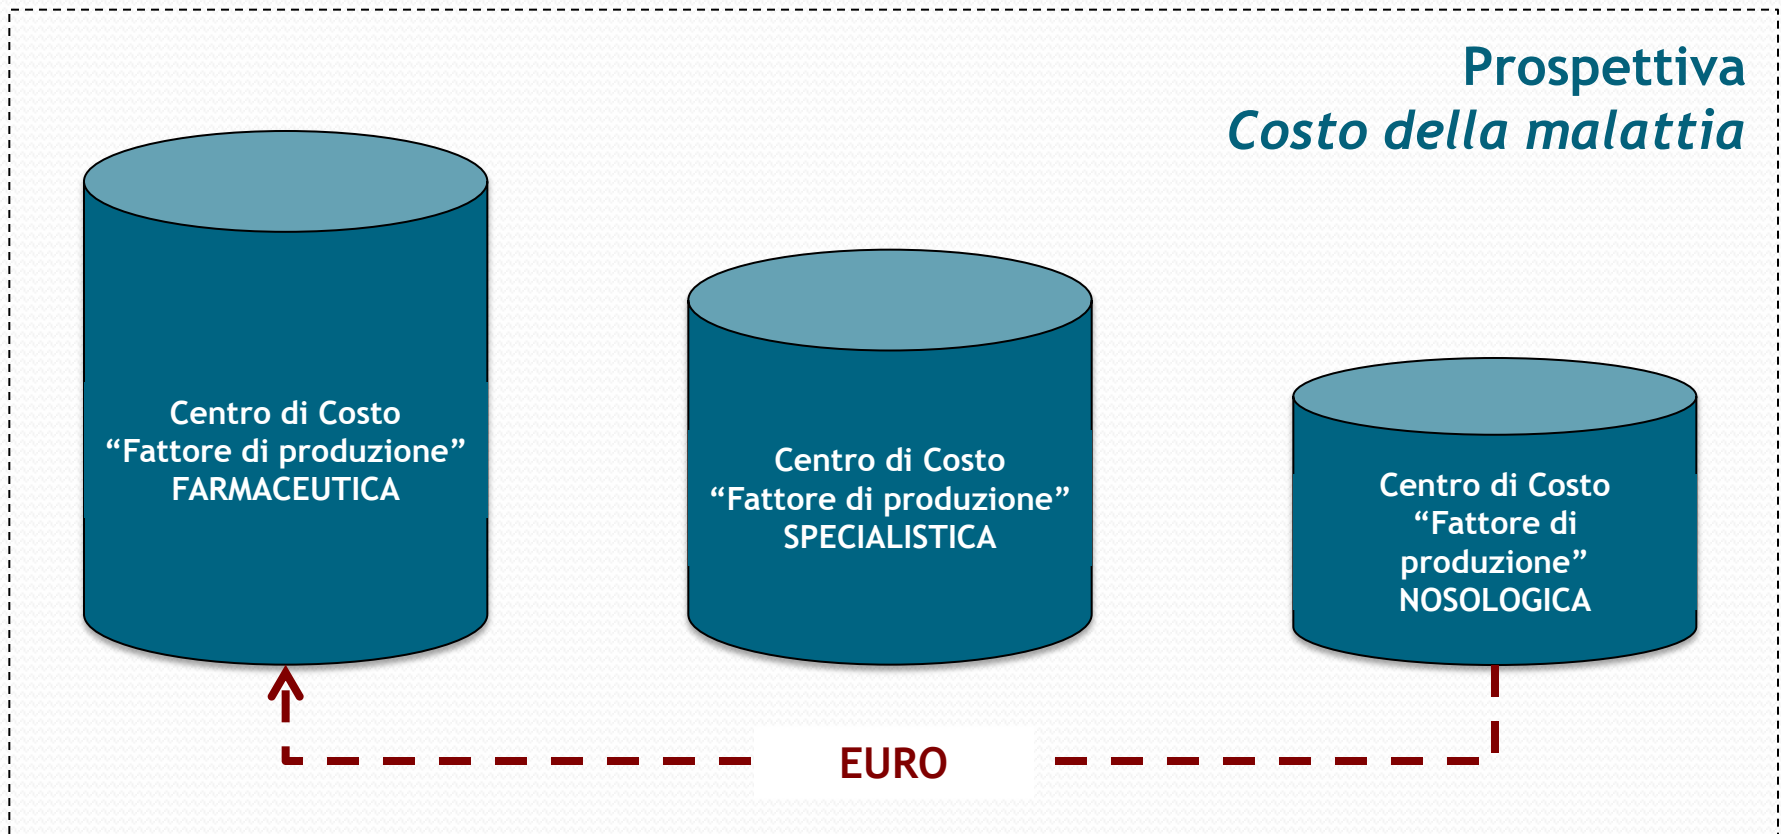 Prospettiva
Costo della malattia
Centro di Costo
“Fattore di produzione”
FARMACEUTICA
Centro di Costo
“Fattore di produzione”
SPECIALISTICA
Centro di Costo
“Fattore di
produzione”
NOSOLOGICA
EURO